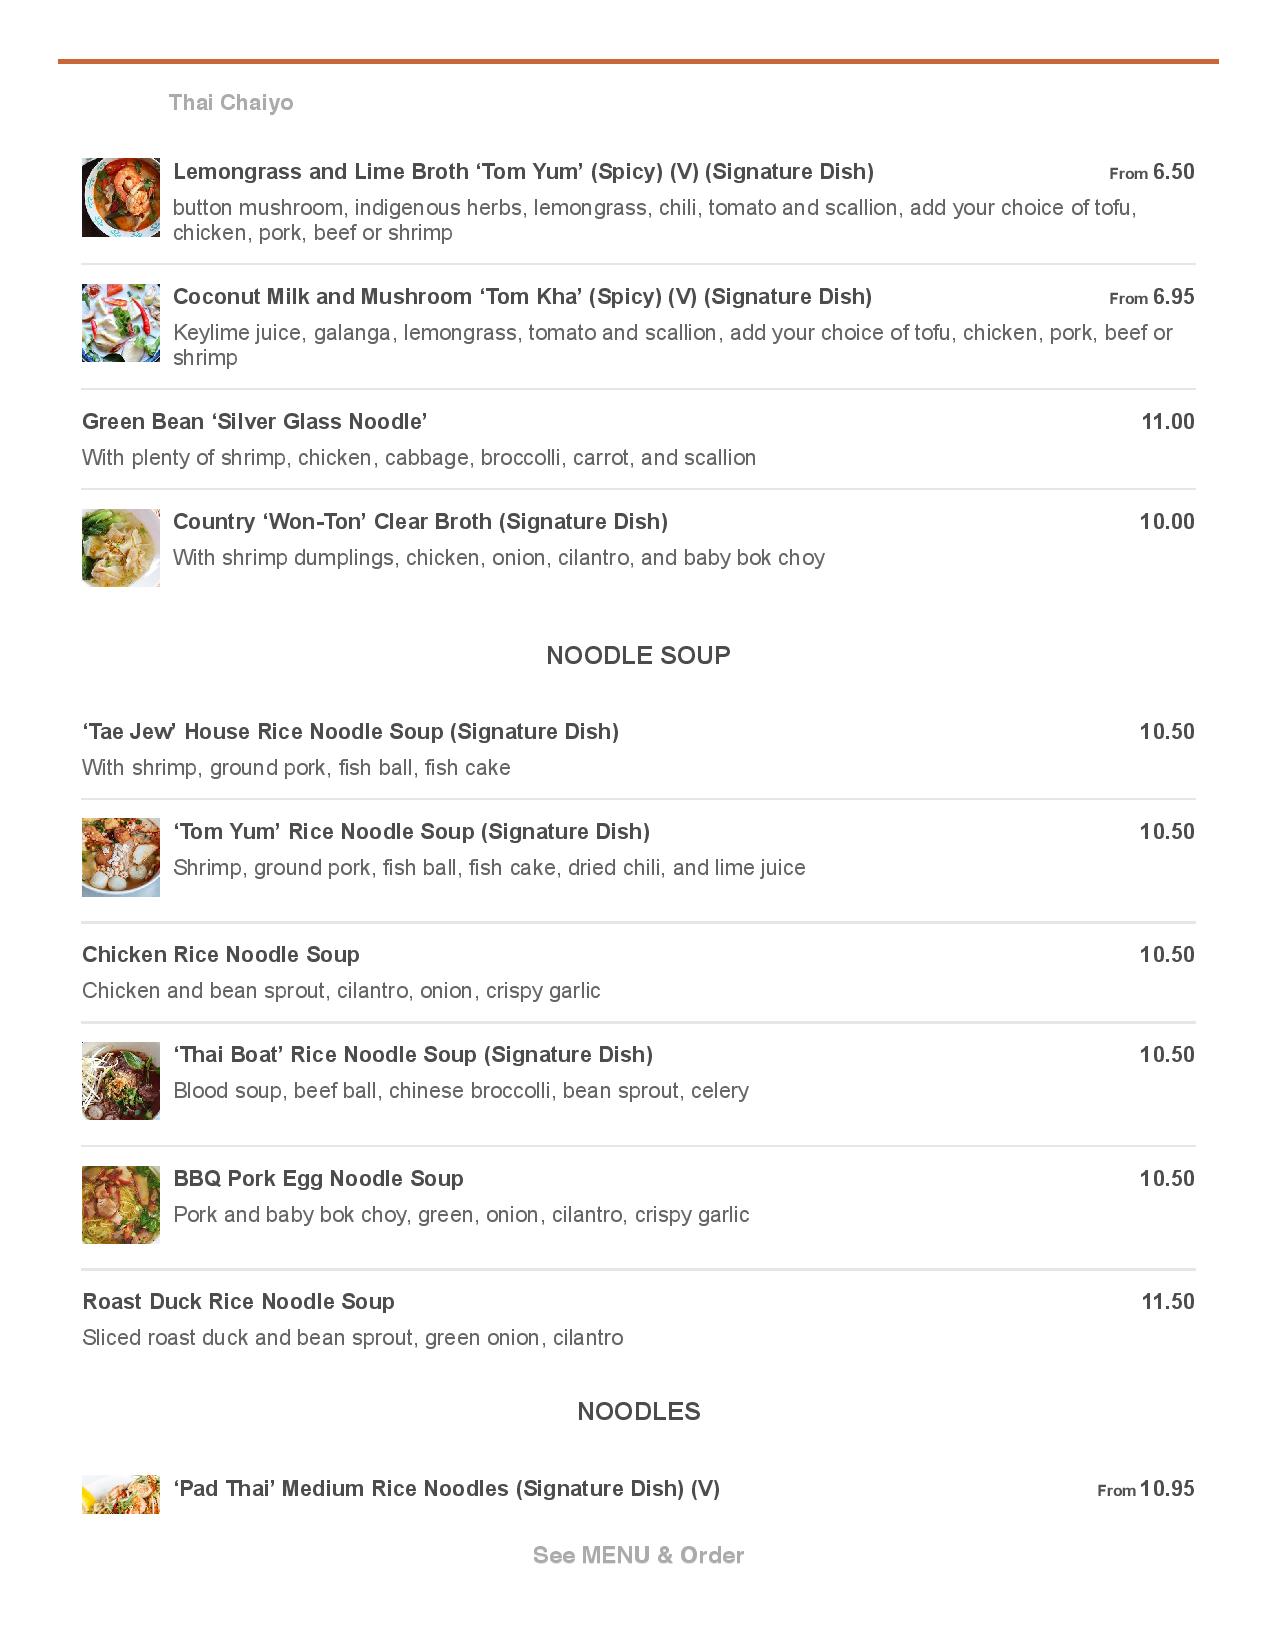 Thai Chaiyo
Lemongrass and Lime Broth ‘Tom Yum’ (Spicy) (V) (Signature Dish) From 6.50
button mushroom, indigenous herbs, lemongrass, chili, tomato and scallion, add your choice of tofu,
chicken, pork, beef or shrimp
Coconut Milk and Mushroom ‘Tom Kha’ (Spicy) (V) (Signature Dish) From 6.95
Keylime juice, galanga, lemongrass, tomato and scallion, add your choice of tofu, chicken, pork, beef or
shrimp
Green Bean ‘Silver Glass Noodle’ 11.00
With plenty of shrimp, chicken, cabbage, broccolli, carrot, and scallion
Country ‘Won-Ton’ Clear Broth (Signature Dish) 10.00
With shrimp dumplings, chicken, onion, cilantro, and baby bok choy
NOODLE SOUP
‘Tae Jew’ House Rice Noodle Soup (Signature Dish) 10.50
With shrimp, ground pork, fish ball, fish cake
‘Tom Yum’ Rice Noodle Soup (Signature Dish) 10.50
Shrimp, ground pork, fish ball, fish cake, dried chili, and lime juice
Chicken Rice Noodle Soup 10.50
Chicken and bean sprout, cilantro, onion, crispy garlic
‘Thai Boat’ Rice Noodle Soup (Signature Dish) 10.50
Blood soup, beef ball, chinese broccolli, bean sprout, celery
BBQ Pork Egg Noodle Soup 10.50
Pork and baby bok choy, green, onion, cilantro, crispy garlic
Roast Duck Rice Noodle Soup 11.50
Sliced roast duck and bean sprout, green onion, cilantro
NOODLES
‘Pad Thai’ Medium Rice Noodles (Signature Dish) (V) From 10.95
See MENU & Order